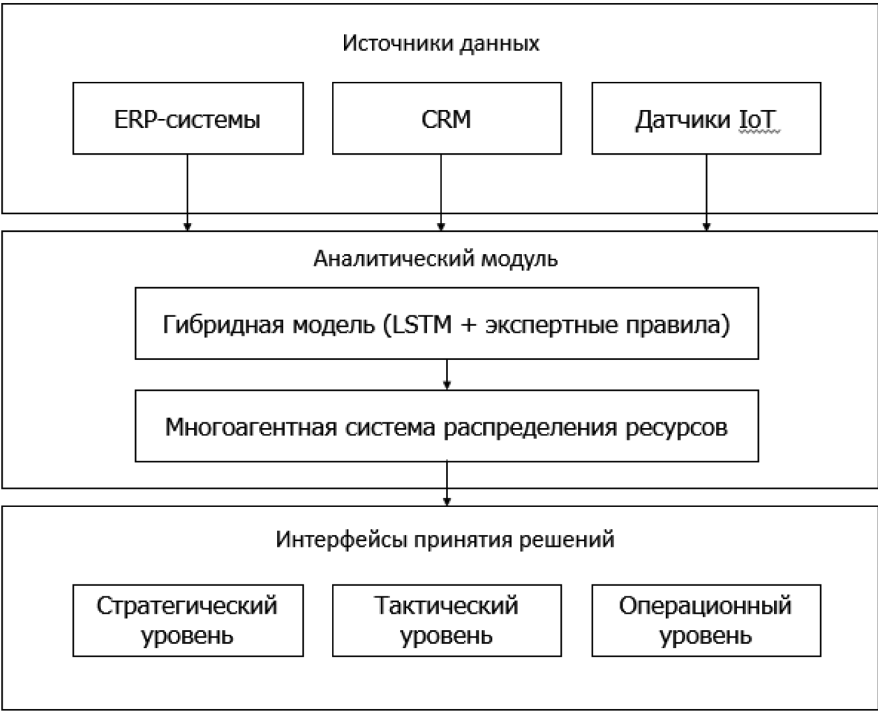 Источники данных
ERP-системы
CRM
Датчики IoT
Аналитический модуль
Гибридная модель (LSTM + экспертные правила)
Многоагентная система распределения ресурсов
Интерфейсы принятия решений
Стратегический
уровень
Тактический
уровень
Операционный
уровень